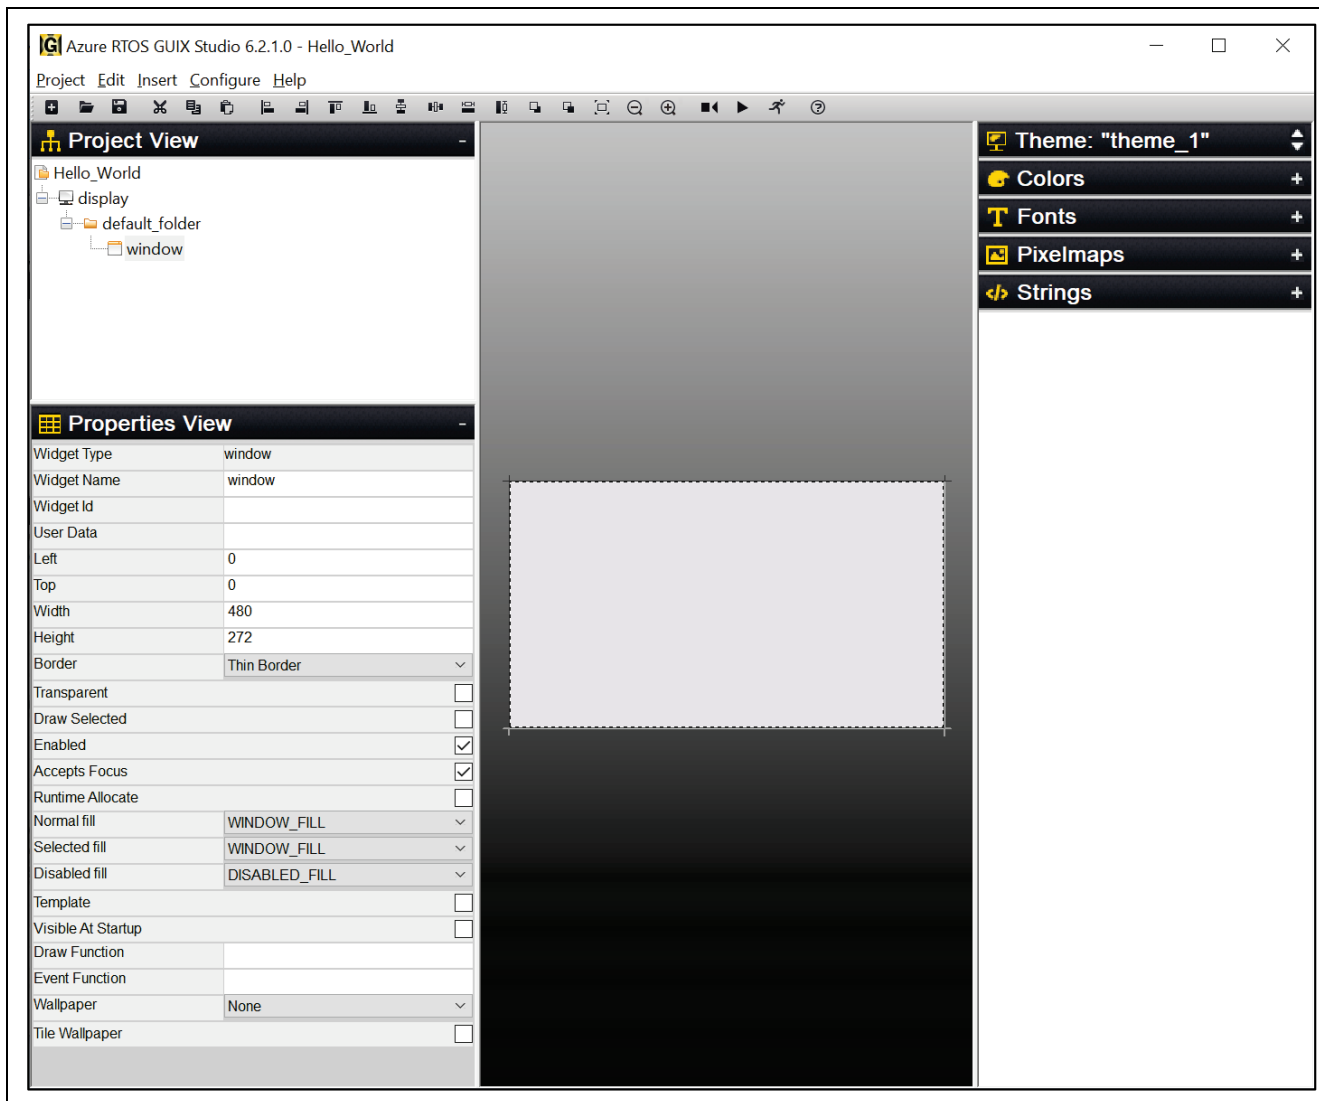 Azure RTOS GUIX Studio 6.2.1.0 - Hello_World
Project Edit Insert Configure Help
Project View
Hello_World
display
default_folder
window
Properties View
Widget Type window
Widget Name window
Widget Id
User Data
Left 0
Top 0
Width 480
Height 272
Border Thin Border
Transparent
Draw Selected
Enabled
Accepts Focus
Runtime Allocate
Normal fill WINDOW_FILL
Selected fill WINDOW_FILL
Disabled fill DISABLED_FILL
Template
Visible At Startup
Draw Function
Event Function
Wallpaper None
Tile Wallpaper
Theme: "theme_1"
Colors
Fonts
Pixelmaps
Strings